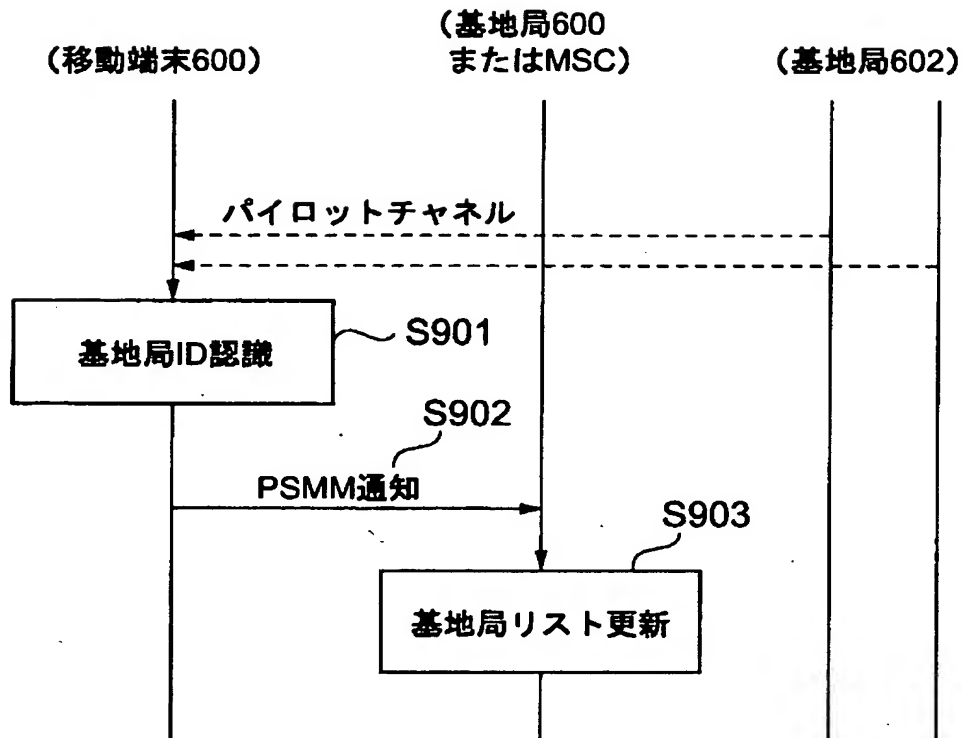 (移動端末600)
(基地局600
またはMSC)
(基地局602)
パイロットチャネル
基地局ID認識
S901
S902
PSMM通知
S903
基地局リスト更新